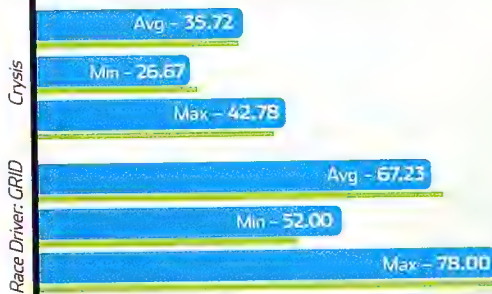 Crysis
Avg - 35.72
Min - 26.67
Max - 42.78
Race Driver: GRID
Avg - 67.23
Min - 52.00
Max - 78.00